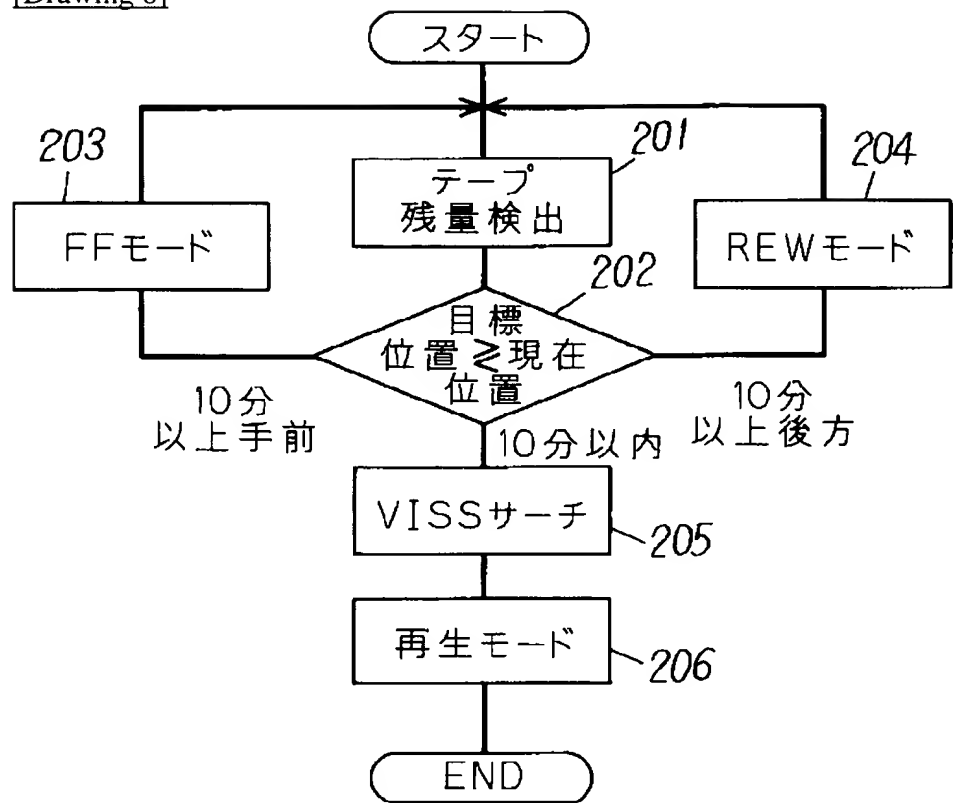 スタート
203
201
204
テープ
残量検出
FFモード
REWモード
202
目標
位置≧現在
位置
10分
以上手前
10分
以上後方
10分以内
VISSサーチ
205
再生モード
206
END